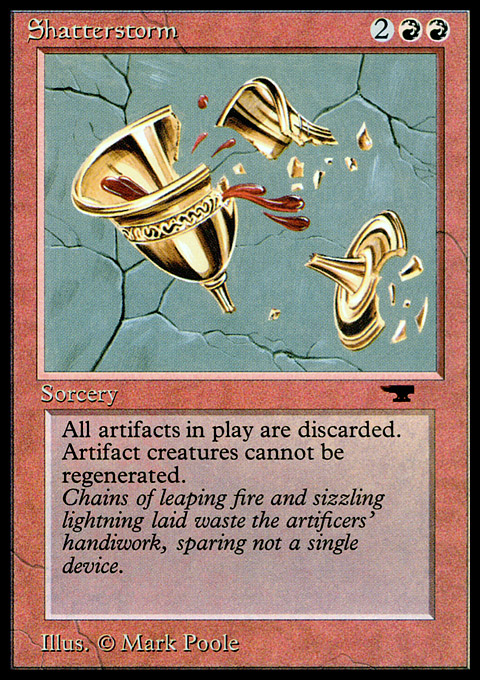 Shatterstorm 2
Sorcery
All artifacts in play are discarded.
Artifact creatures cannot be
regenerated.
Chains of leaping fire and sizzling
lightning laid waste the artificers'
handiwork, sparing not a single
device.
Illus. © Mark Poole